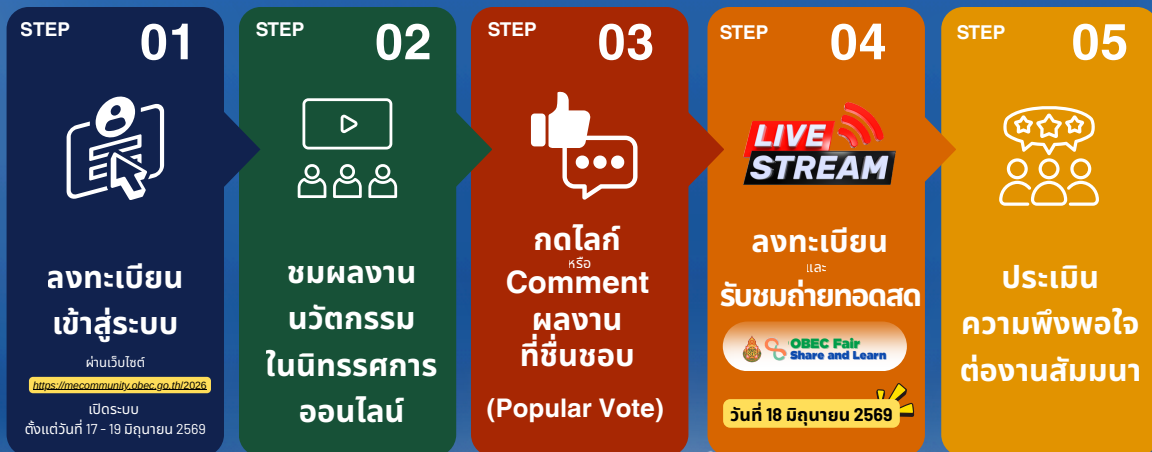 STEP 01
ลงทะเบียน
เข้าสู่ระบบ
ผ่านเว็บไซต์
https://mecommunity.obec.go.th/2026
เปิดระบบ
ตั้งแต่วันที่ 17 - 19 มิถุนายน 2569
STEP 02
ชมผลงาน
นวัตกรรม
ในนิทรรศการ
ออนไลน์
STEP 03
กดไลก์
หรือ
Comment
ผลงาน
ที่ชื่นชอบ
(Popular Vote)
STEP 04
LIVE
STREAM
ลงทะเบียน
และ
รับชมถ่ายทอดสด
OBEC Fair
Share and Learn
วันที่ 18 มิถุนายน 2569
STEP 05
ประเมิน
ความพึงพอใจ
ต่องานสัมมนา